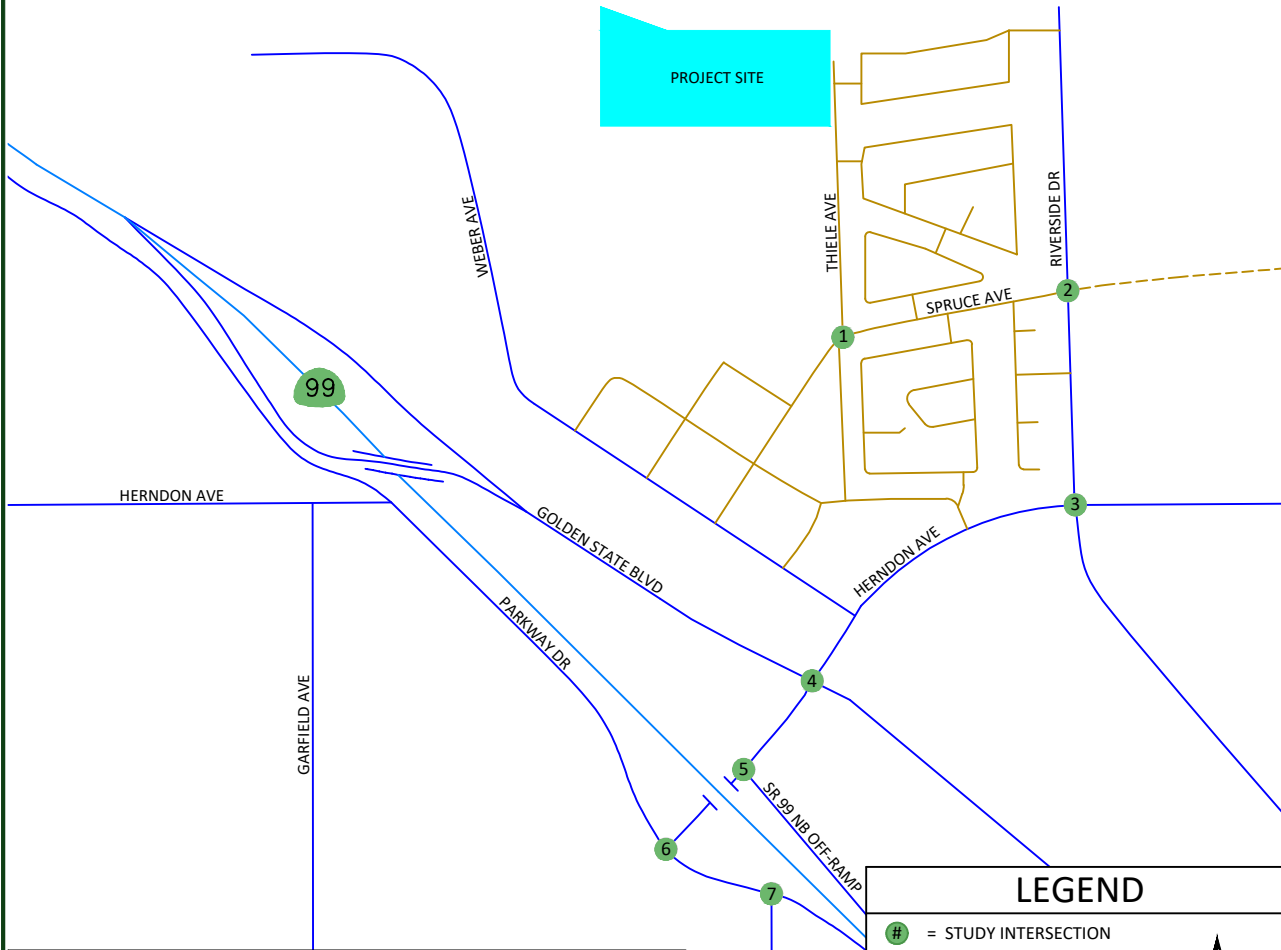 PROJECT SITE
RIVERSIDE DR
THIELE AVE
WEBER AVE
2
SPRUCE AVE
1
99
HERNDON AVE
3
GOLDEN STATE BLVD
HERNDON AVE
PARKWAY DR
4
GARFIELD AVE
5
SR 99 NB OFF-RAMP
6
7
LEGEND
# = STUDY INTERSECTION